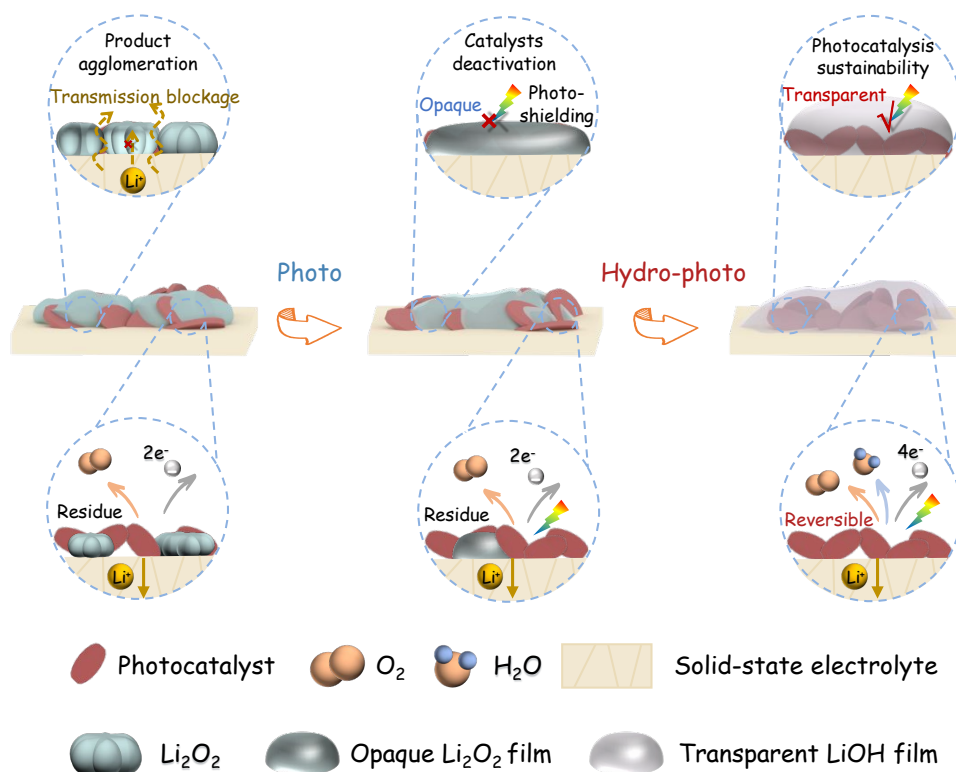 Product
agglomeration
Transmission blockage
Li⁺
Catalysts
deactivation
Opaque
Photo-
shielding
Photocatalysis
sustainability
Transparent
Photo
Hydro-photo
2e⁻
Residue
Li⁺
2e⁻
Residue
Li⁺
4e⁻
Reversible
Li⁺
Photocatalyst
O₂
H₂O
Solid-state electrolyte
Li₂O₂
Opaque Li₂O₂ film
Transparent LiOH film